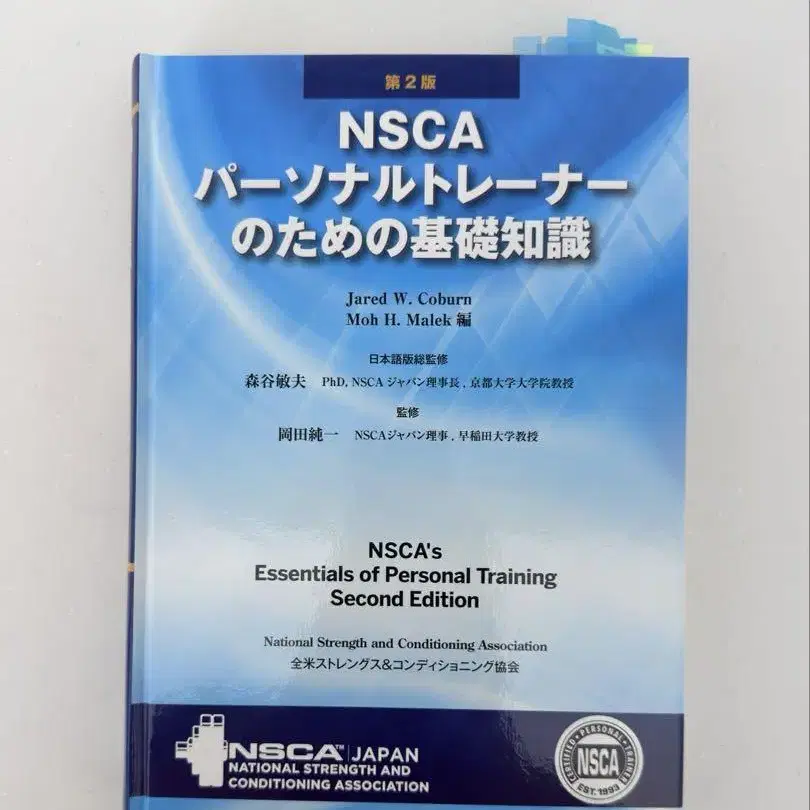 第2版
NSCA
パーソナルトレーナー
のための基礎知識
Jared W. Coburn
Moh H. Malek 編
日本語版総監修
森谷敏夫 PhD, NSCAジャパン理事長, 京都大学大学院教授
監修
岡田純一 NSCAジャパン理事, 早稲田大学教授
NSCA's
Essentials of Personal Training
Second Edition
National Strength and Conditioning Association
全米ストレングス&コンディショニング協会
NSCA™ JAPAN
NATIONAL STRENGTH AND
CONDITIONING ASSOCIATION
CERTIFIED • PERSONAL • TRAINER
NSCA
EST. 1993